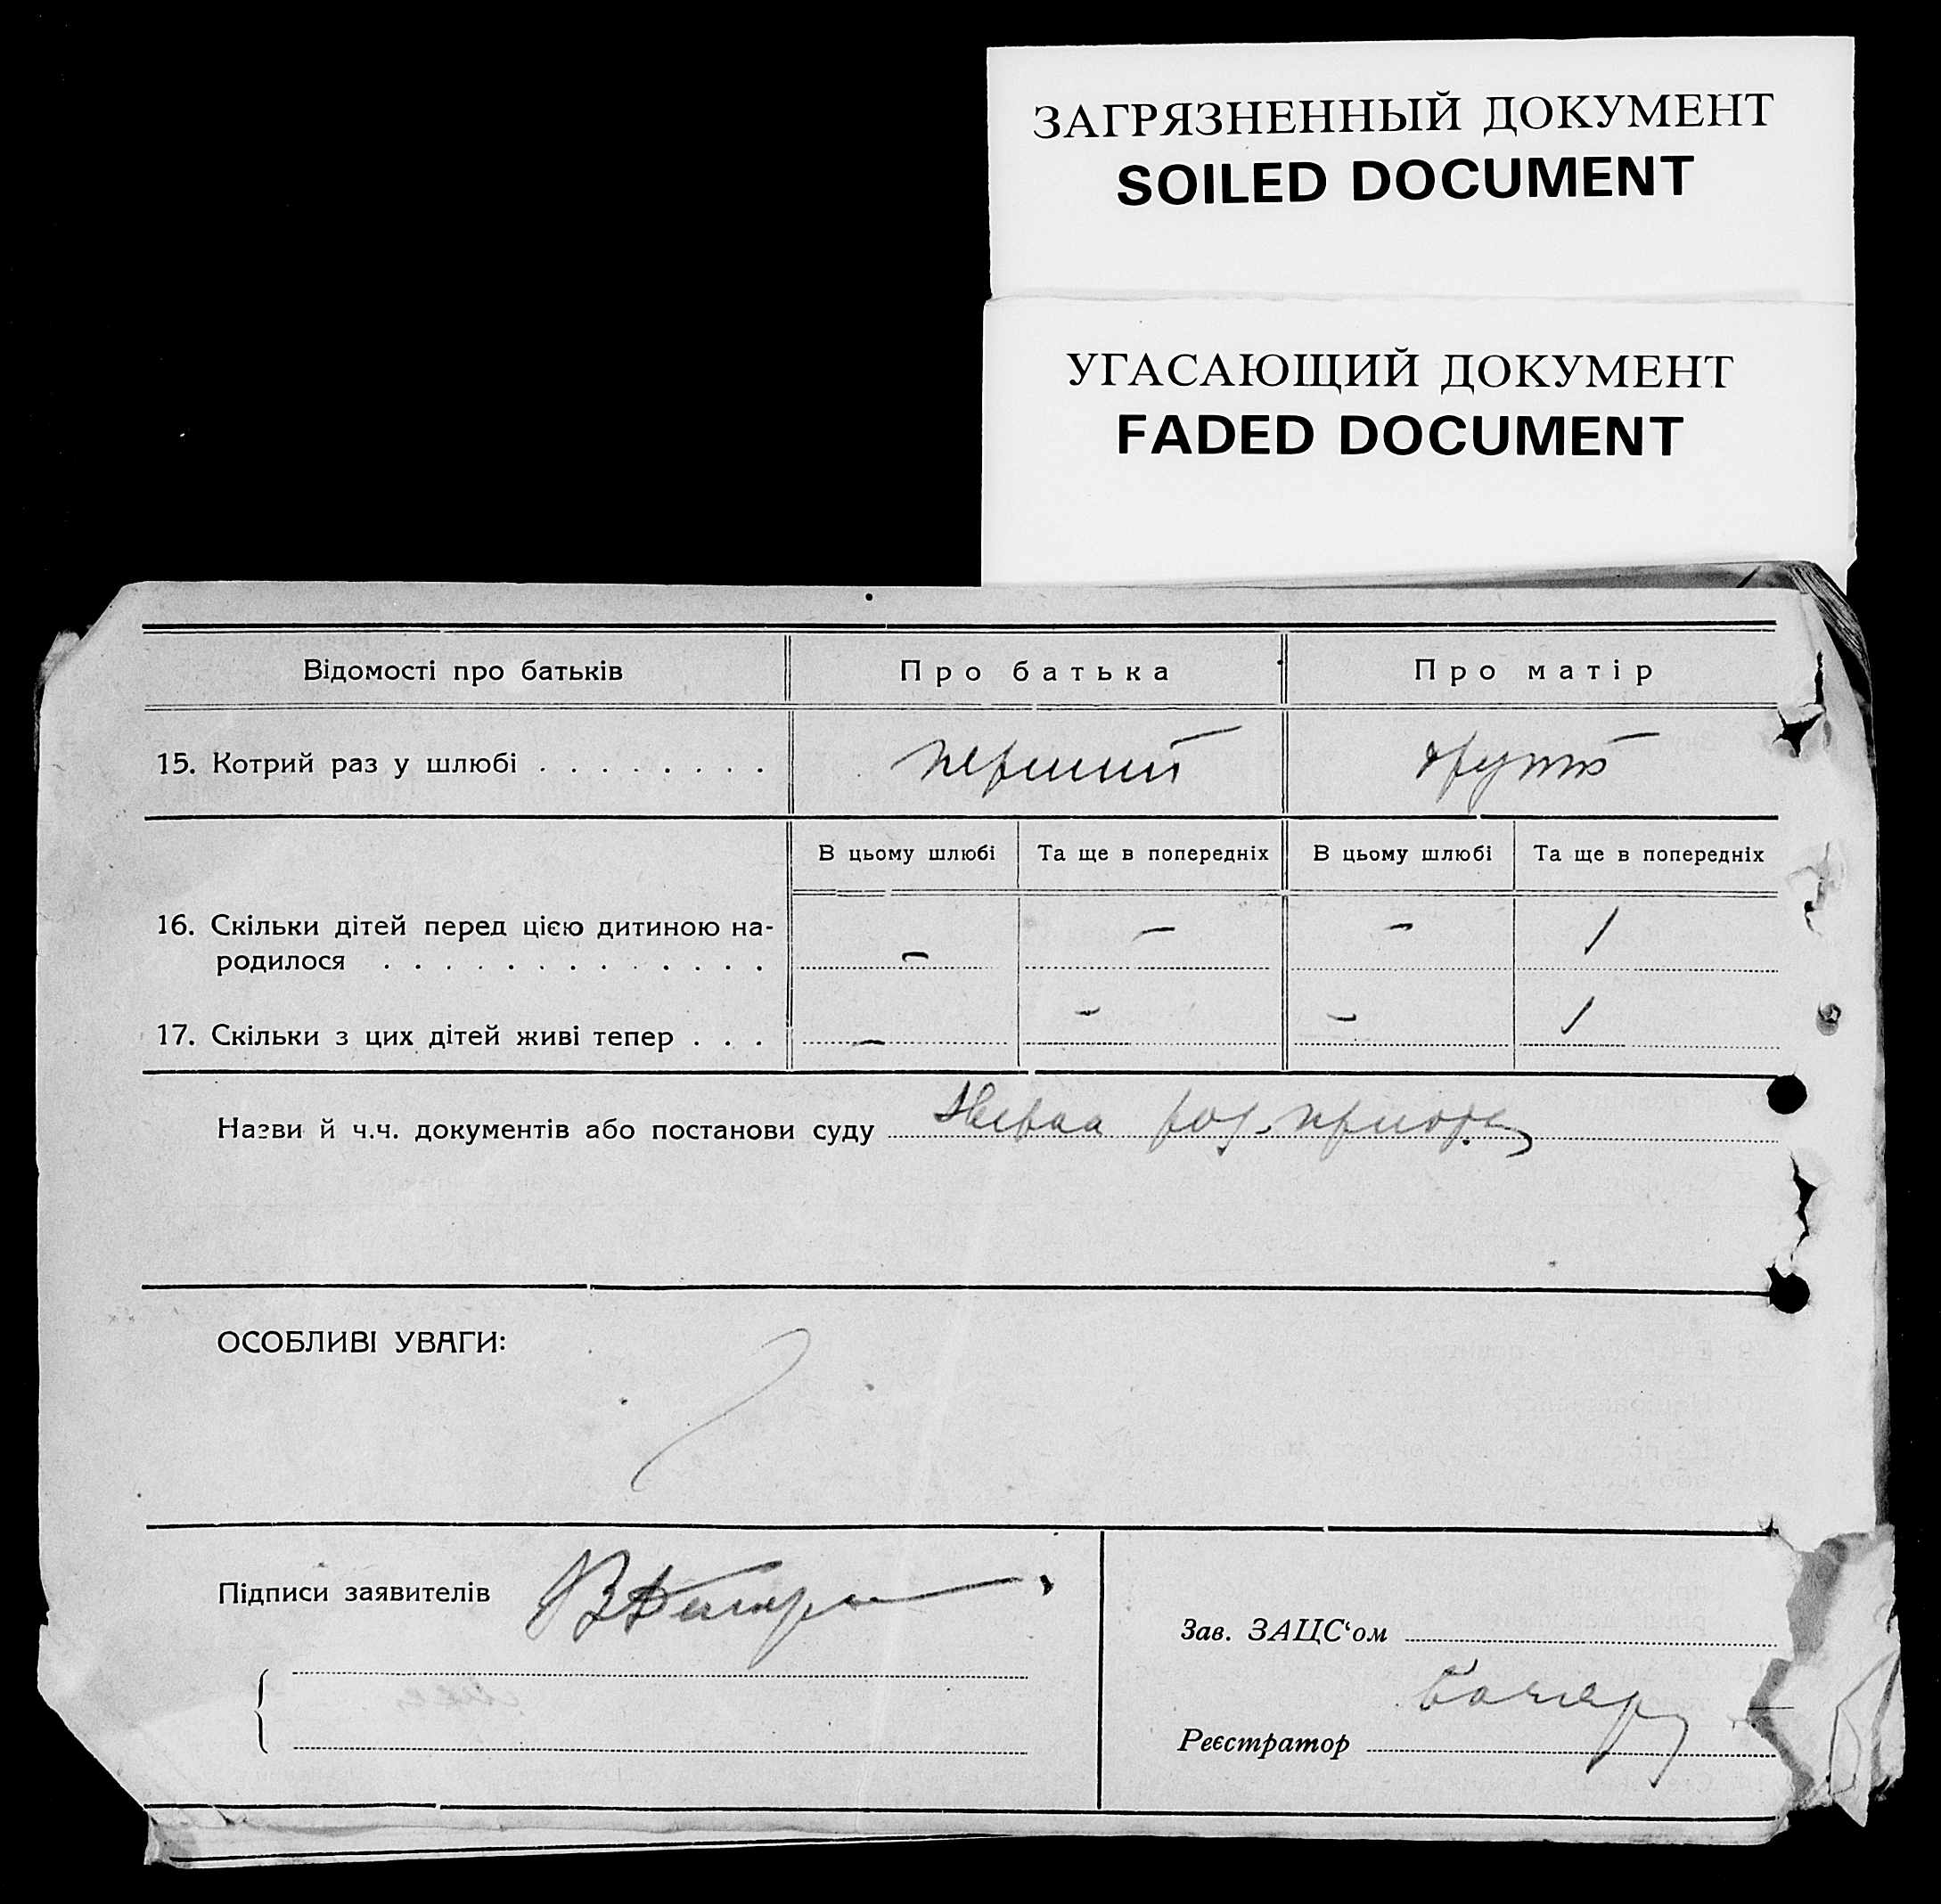 ЗАГРЯЗНЕННЫЙ ДОКУМЕНТ
SOILED DOCUMENT
УГАСАЮЩИЙ ДОКУМЕНТ
FADED DOCUMENT
Відомості про батьків Про батька Про матір
15. Котрий раз у шлюбі . . . . . . . . перший другий
В цьому шлюбі Та ще в попередніх В цьому шлюбі Та ще в попередніх
16. Скільки дітей перед цією дитиною на-
родилося . . . . . . . . . . . . . – – – 1
17. Скільки з цих дітей живі тепер . . . – – – 1
Назви й ч.ч. документів або постанови суду
ОСОБЛИВІ УВАГИ:
Підписи заявителів
Зав. ЗАЦС‘ом
Реєстратор